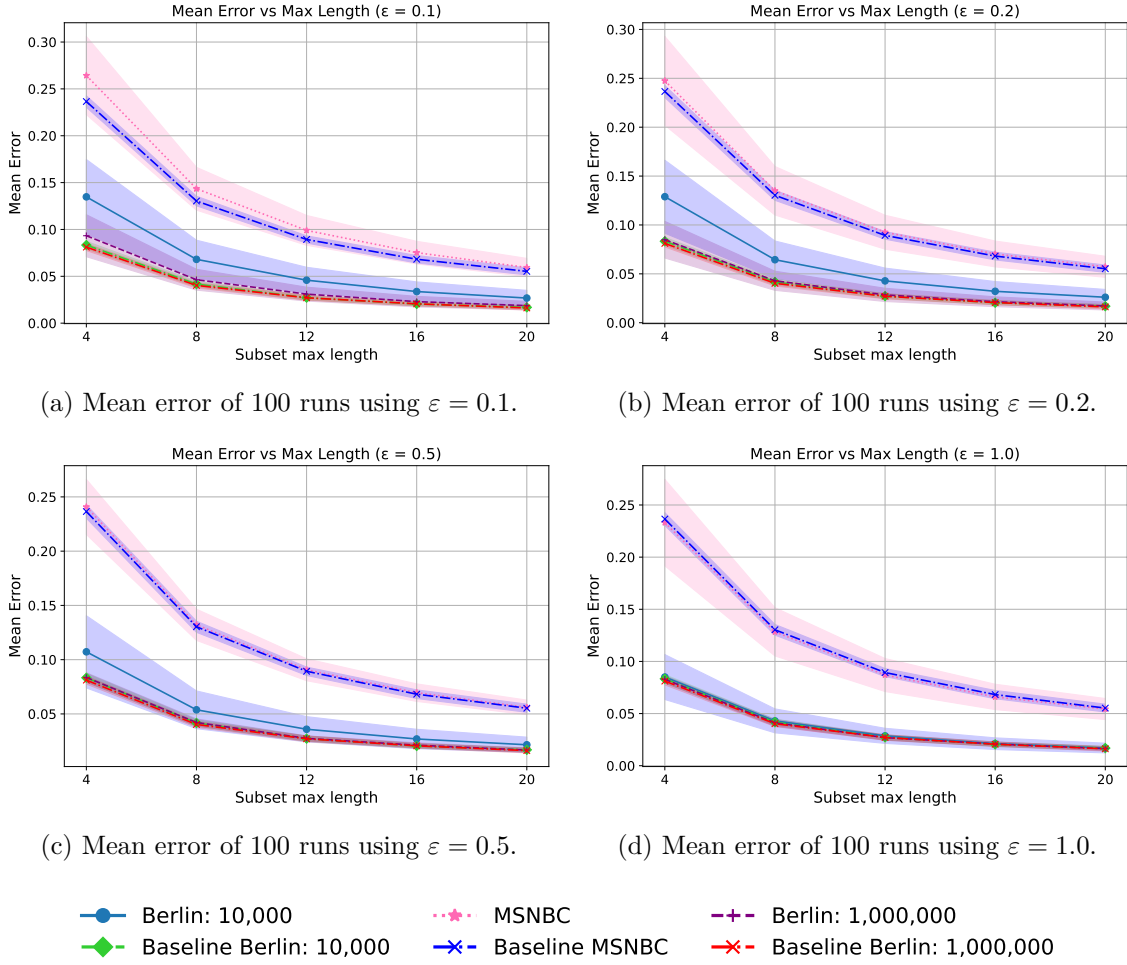 Mean Error vs Max Length (ε = 0.1)
Mean Error
0.30
0.25
0.20
0.15
0.10
0.05
0.00
4 8 12 16 20
Subset max length
(a) Mean error of 100 runs using ε = 0.1.
Mean Error vs Max Length (ε = 0.2)
Mean Error
0.30
0.25
0.20
0.15
0.10
0.05
0.00
4 8 12 16 20
Subset max length
(b) Mean error of 100 runs using ε = 0.2.
Mean Error vs Max Length (ε = 0.5)
Mean Error
0.25
0.20
0.15
0.10
0.05
4 8 12 16 20
Subset max length
(c) Mean error of 100 runs using ε = 0.5.
Mean Error vs Max Length (ε = 1.0)
Mean Error
0.25
0.20
0.15
0.10
0.05
0.00
4 8 12 16 20
Subset max length
(d) Mean error of 100 runs using ε = 1.0.
Berlin: 10,000 MSNBC Berlin: 1,000,000
Baseline Berlin: 10,000 Baseline MSNBC Baseline Berlin: 1,000,000